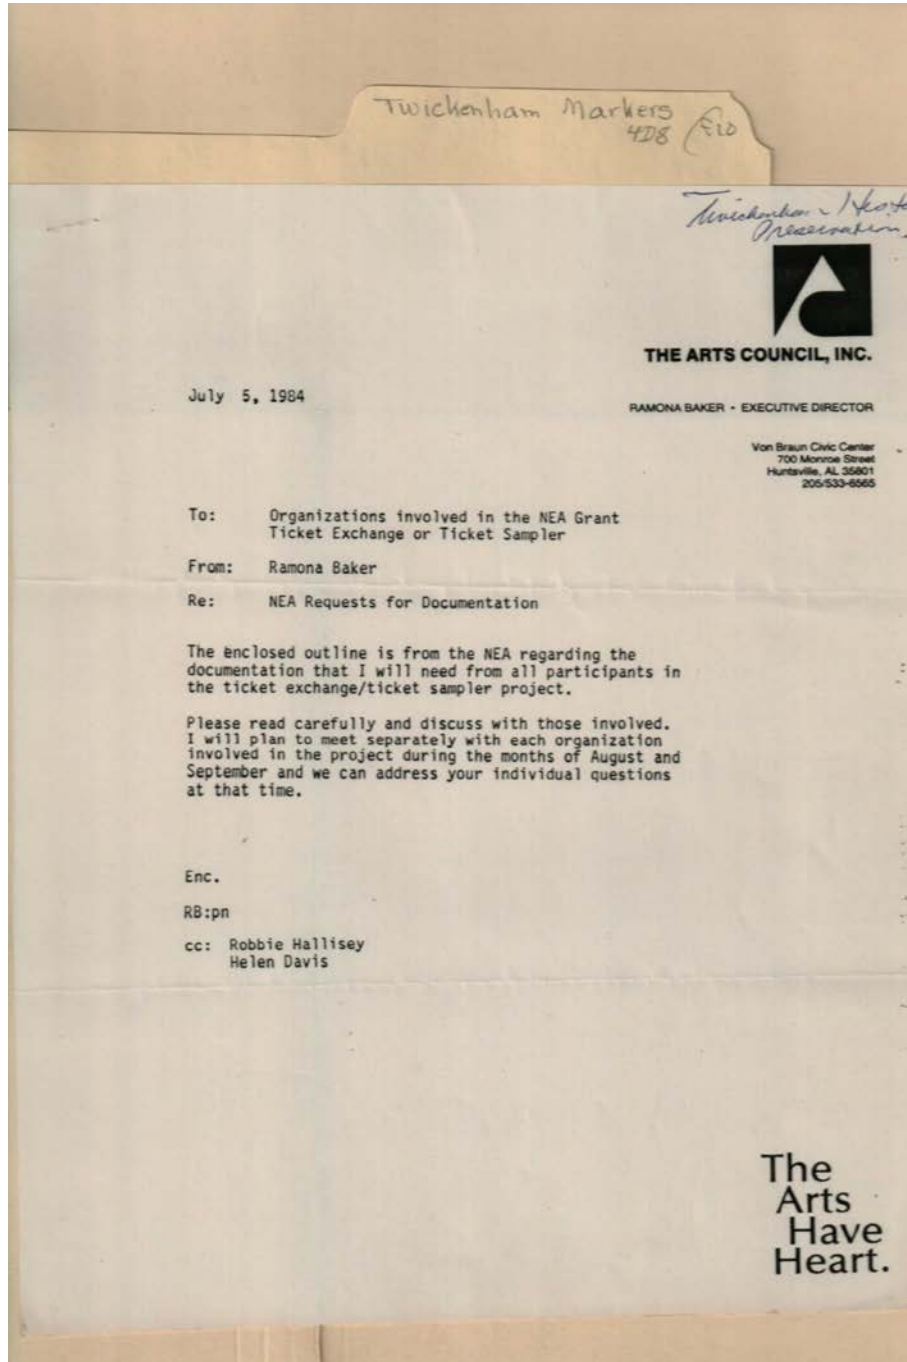 Twickenham Markers
4D8
Twickenham
Preservation
THE ARTS COUNCIL, INC.
July 5, 1984
RAMONA BAKER • EXECUTIVE DIRECTOR
Von Braun Civic Center
700 Monroe Street
Huntsville, AL 35801
205/533-6565
To: Organizations involved in the NEA Grant
Ticket Exchange or Ticket Sampler
From: Ramona Baker
Re: NEA Requests for Documentation
The enclosed outline is from the NEA regarding the
documentation that I will need from all participants in
the ticket exchange/ticket sampler project.
Please read carefully and discuss with those involved.
I will plan to meet separately with each organization
involved in the project during the months of August and
September and we can address your individual questions
at that time.
Enc.
RB:pn
cc: Robbie Hallisey
Helen Davis
The
Arts
Have
Heart.